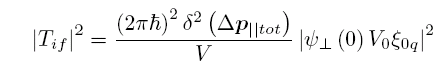 |T_{if}|^2 = \frac{(2\pi\hbar)^2 \delta^2 (\Delta \boldsymbol{p}_{||tot})}{V} |\psi_\perp (0) V_0 \xi_{0q}|^2